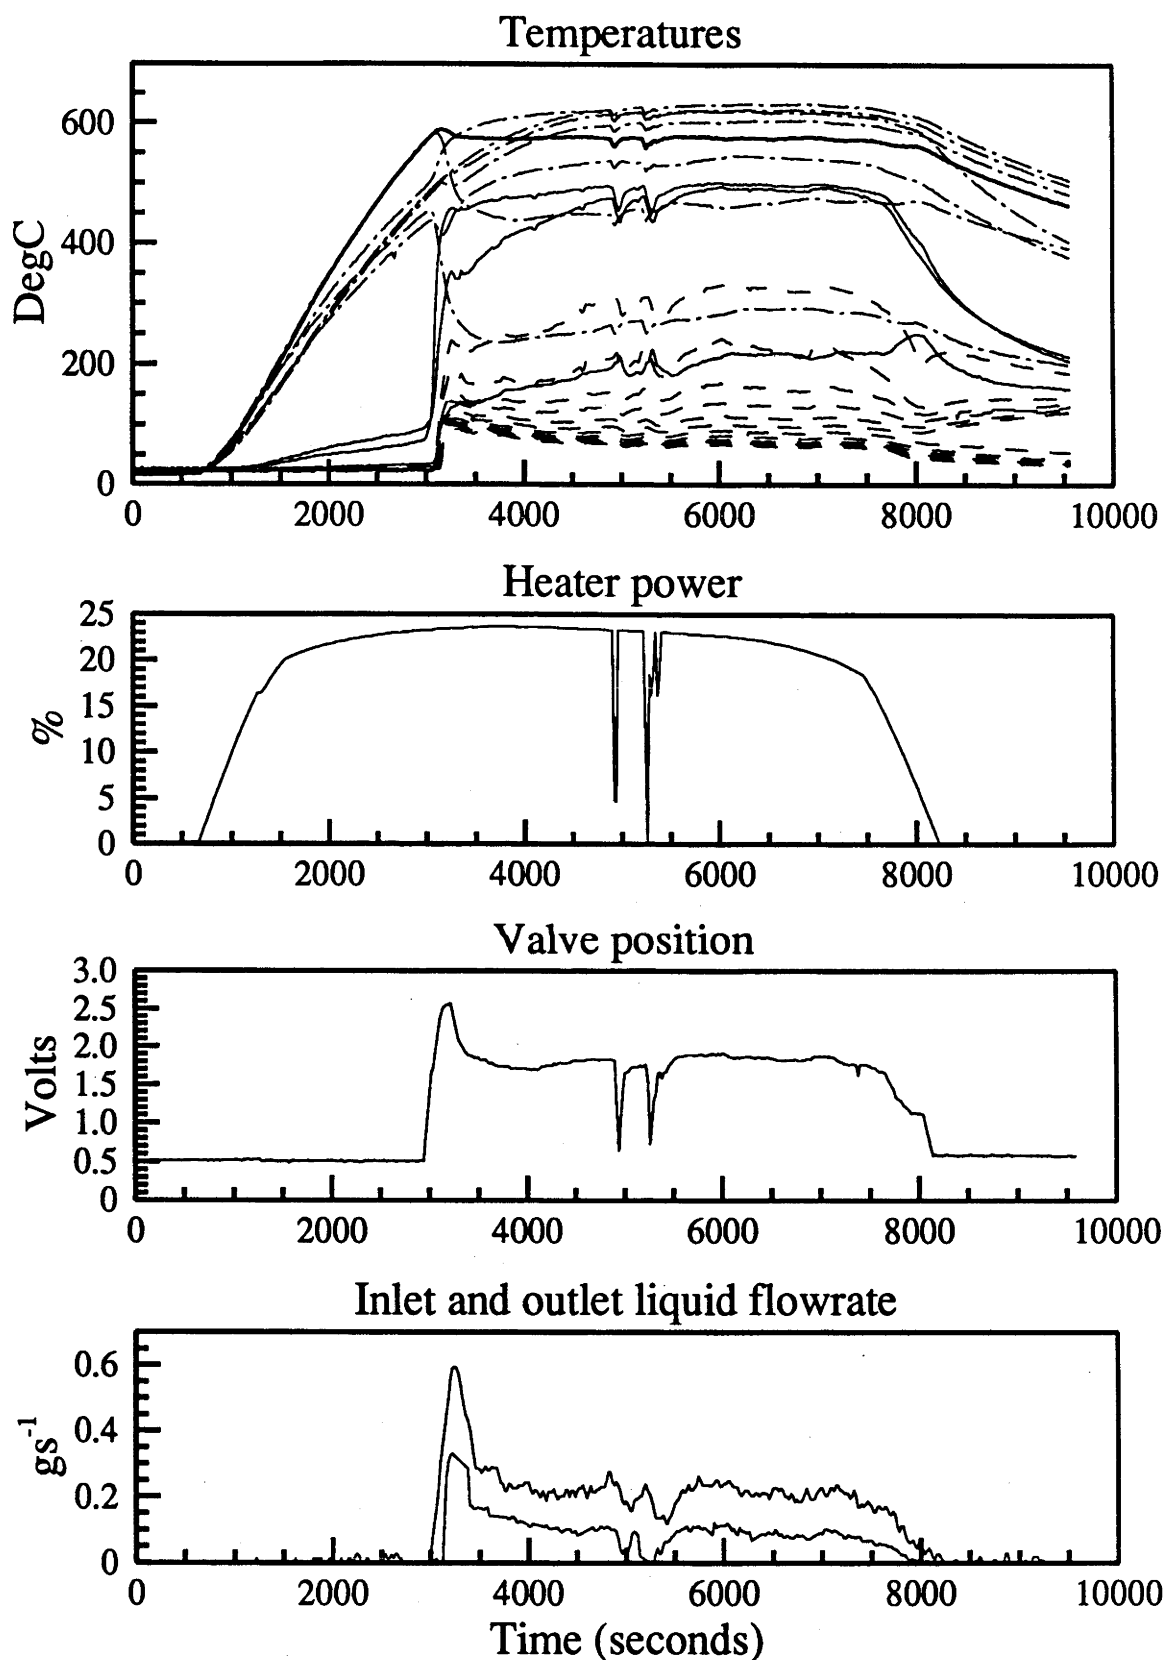 Temperatures
DegC
600
400
200
0
0 2000 4000 6000 8000 10000
Heater power
%
25
20
15
10
5
0
0 2000 4000 6000 8000 10000
Valve position
Volts
3.0
2.5
2.0
1.5
1.0
0.5
0
0 2000 4000 6000 8000 10000
Inlet and outlet liquid flowrate
gs⁻¹
0.6
0.4
0.2
0
0 2000 4000 6000 8000 10000
Time (seconds)